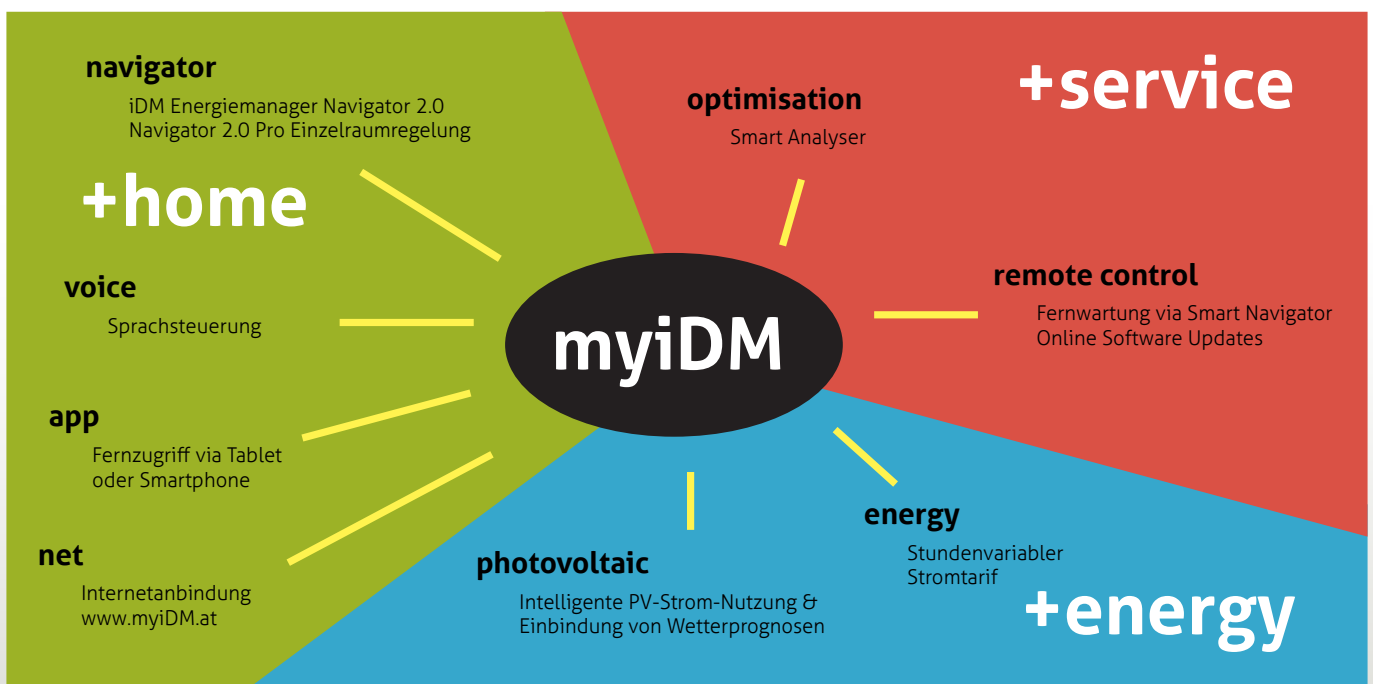 navigator
iDM Energiemanager Navigator 2.0
Navigator 2.0 Pro Einzelraumregelung
+home
voice
Sprachsteuerung
app
Fernzugriff via Tablet
oder Smartphone
net
Internetanbindung
www.myiDM.at
myiDM
optimisation
Smart Analyser
+service
remote control
Fernwartung via Smart Navigator
Online Software Updates
photovoltaic
Intelligente PV-Strom-Nutzung &
Einbindung von Wetterprognosen
energy
Stundenvariabler
Stromtarif
+energy